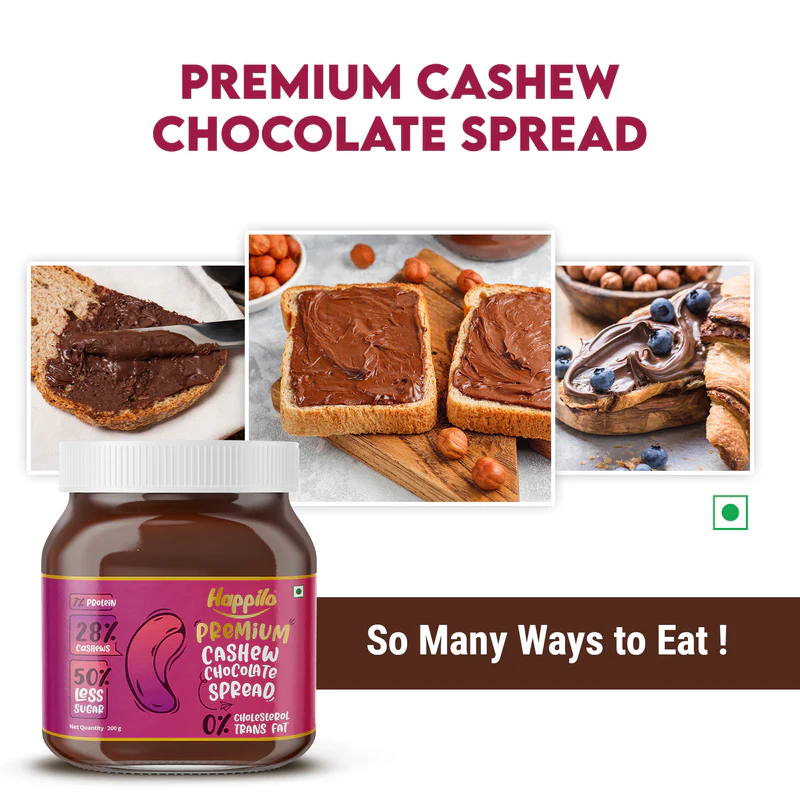 PREMIUM CASHEW
CHOCOLATE SPREAD
So Many Ways to Eat !
7% PROTEIN
28%
CASHEWS
50%
LESS
SUGAR
Net Quantity 200 g
Happilo
PREMIUM
CASHEW
CHOCOLATE
SPREAD
0% CHOLESTEROL
TRANS FAT